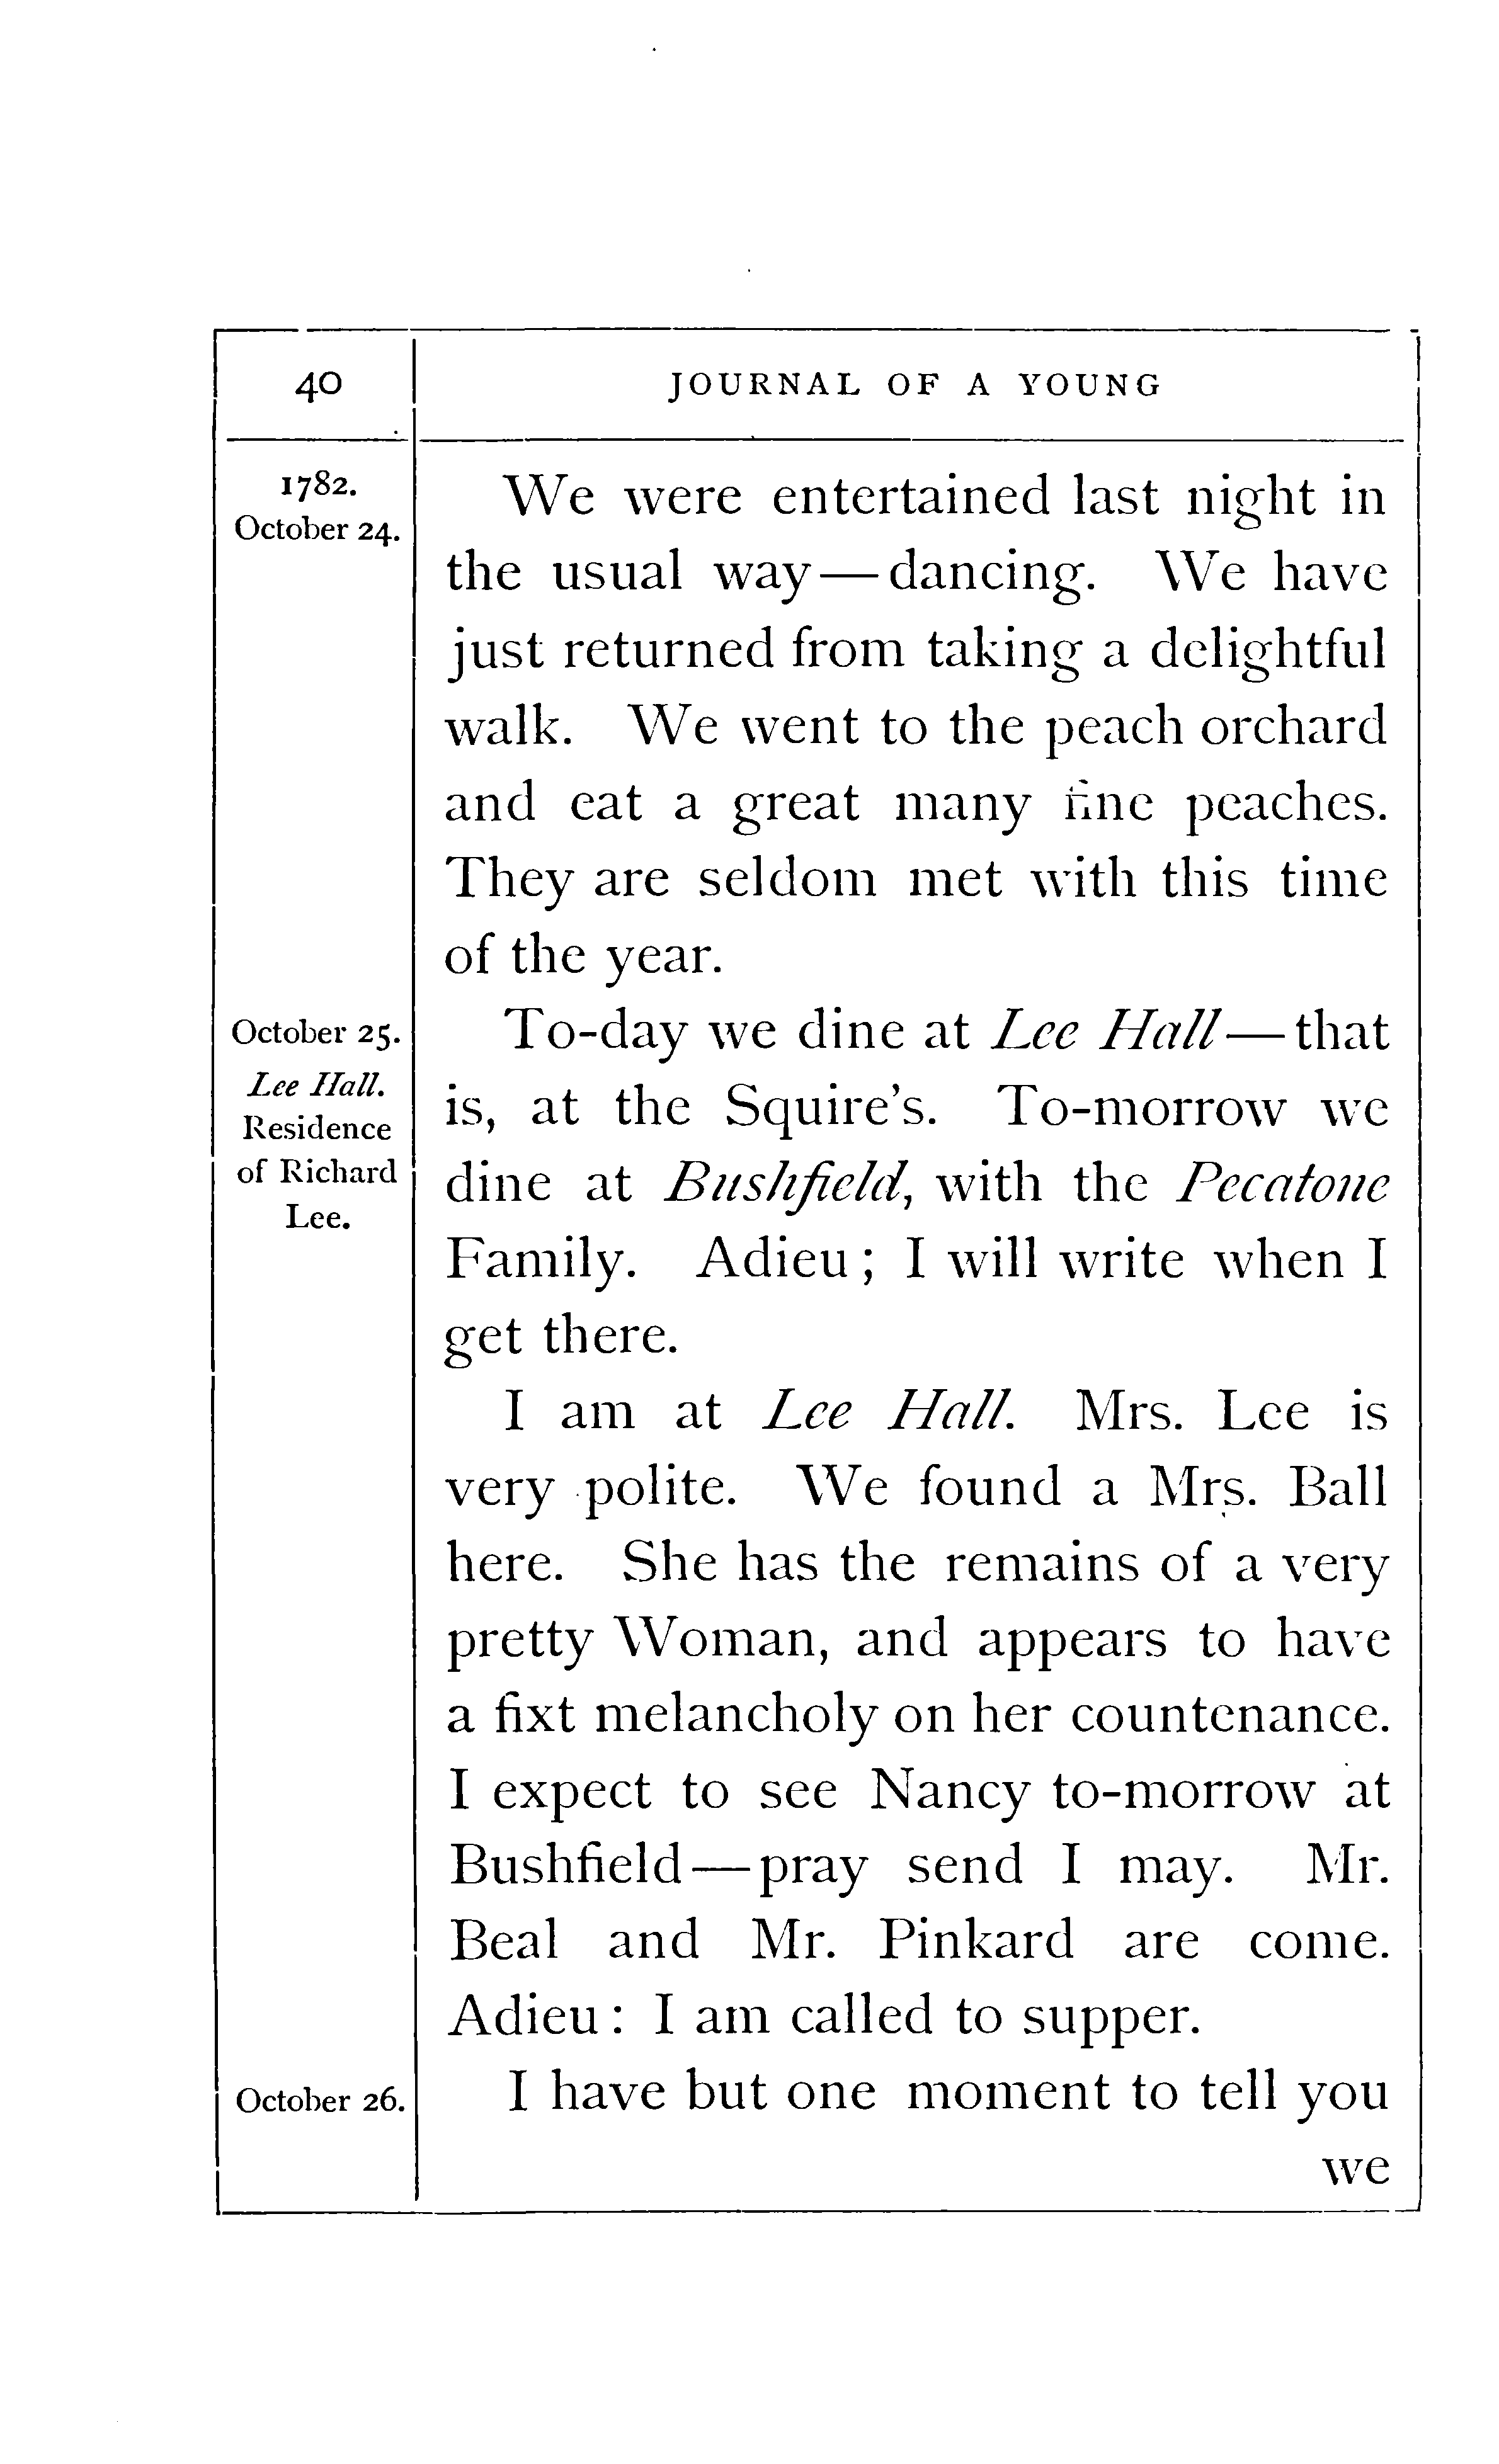 40
JOURNAL OF A YOUNG
1782.
October 24.
We were entertained last night in
the usual way—dancing. We have
just returned from taking a delightful
walk. We went to the peach orchard
and eat a great many fine peaches.
They are seldom met with this time
of the year.
October 25.
Lee Hall.
Residence
of Richard
Lee.
To-day we dine at Lee Hall—that
is, at the Squire's. To-morrow we
dine at Bushfield, with the Pecatone
Family. Adieu; I will write when I
get there.
I am at Lee Hall. Mrs. Lee is
very polite. We found a Mrs. Ball
here. She has the remains of a very
pretty Woman, and appears to have
a fixt melancholy on her countenance.
I expect to see Nancy to-morrow at
Bushfield—pray send I may. Mr.
Beal and Mr. Pinkard are come.
Adieu: I am called to supper.
October 26.
I have but one moment to tell you
we